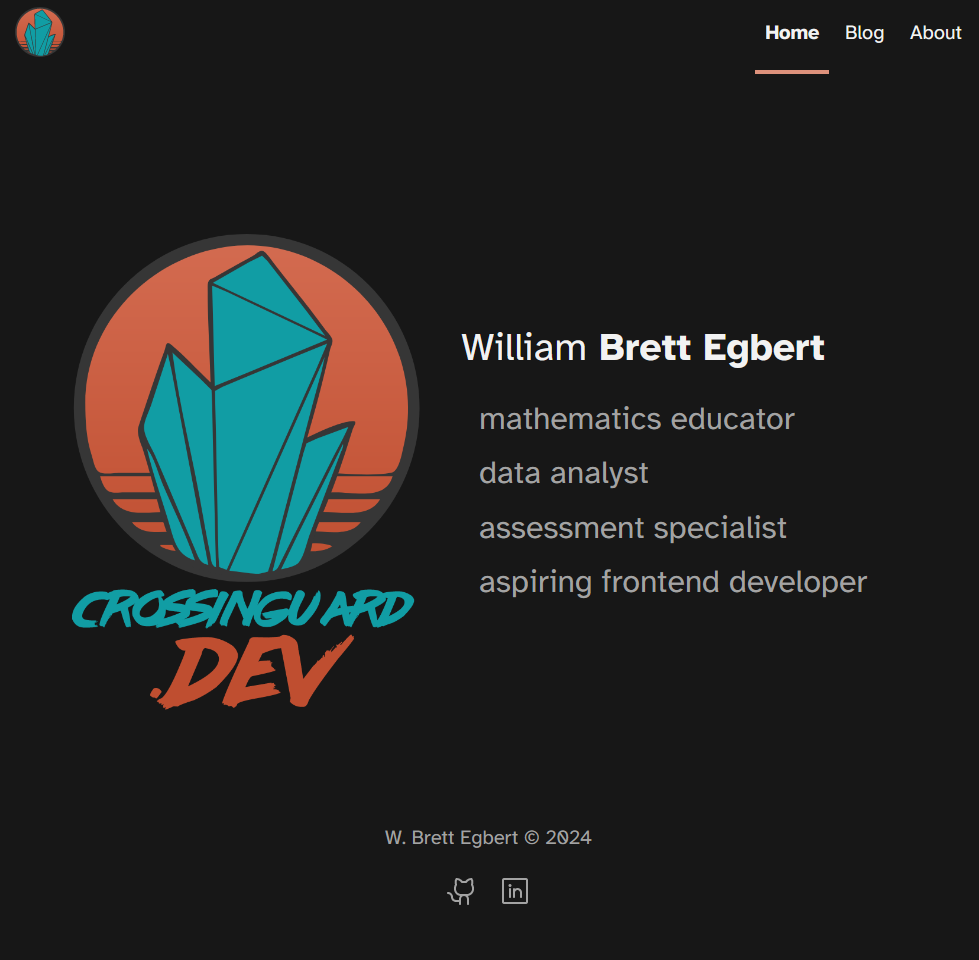 Home Blog About
William Brett Egbert
mathematics educator
data analyst
assessment specialist
aspiring frontend developer
CROSSINGUARD
.DEV
W. Brett Egbert © 2024
in